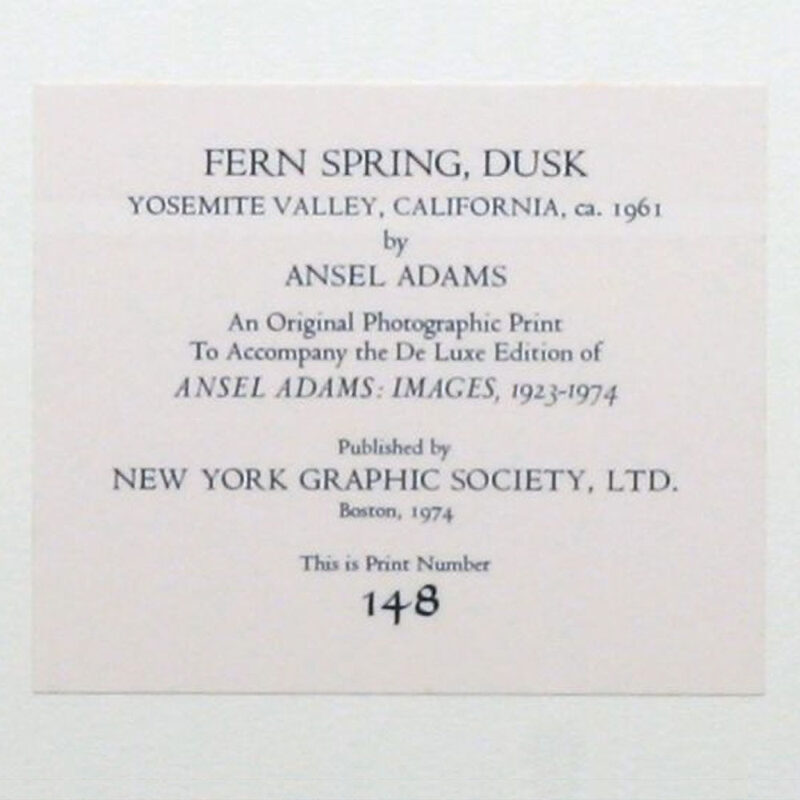 FERN SPRING, DUSK
YOSEMITE VALLEY, CALIFORNIA, ca. 1961
by
ANSEL ADAMS
An Original Photographic Print
To Accompany the De Luxe Edition of
ANSEL ADAMS: IMAGES, 1923-1974
Published by
NEW YORK GRAPHIC SOCIETY, LTD.
Boston, 1974
This is Print Number
148